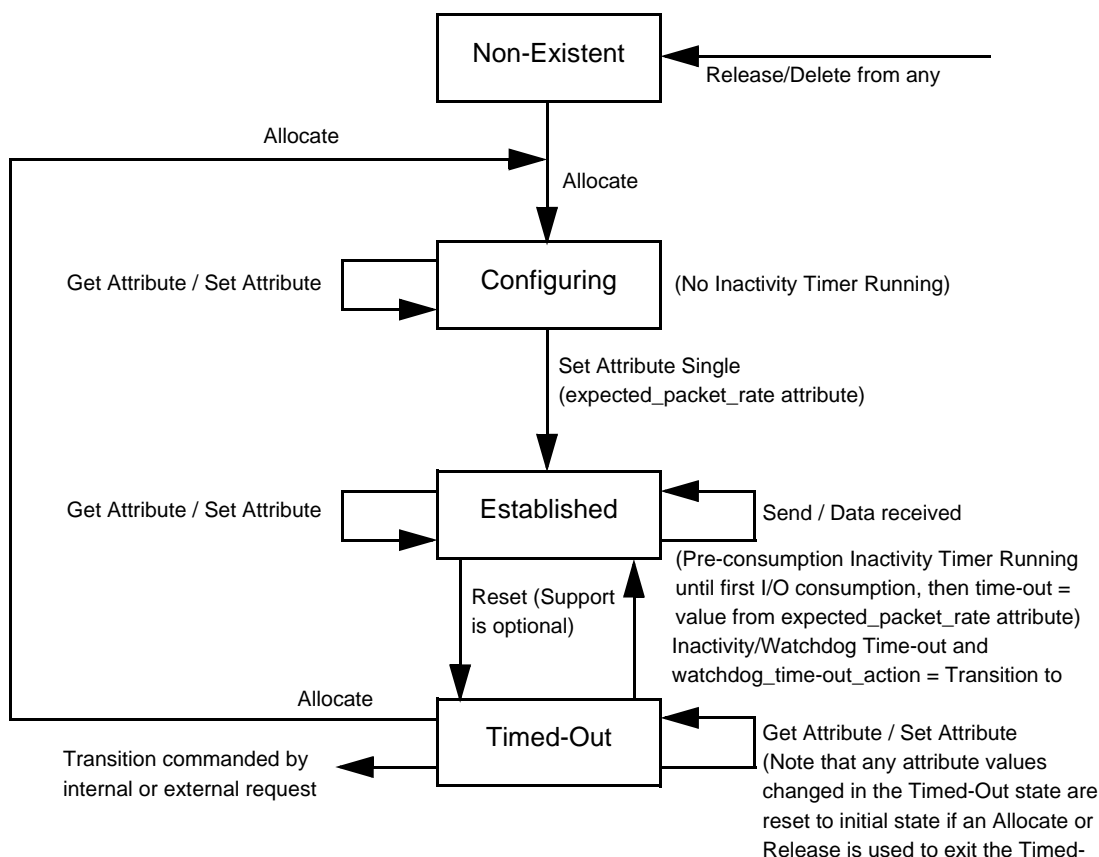 Non-Existent
Release/Delete from any
Allocate
Allocate
Configuring
Get Attribute / Set Attribute
(No Inactivity Timer Running)
Set Attribute Single
(expected_packet_rate attribute)
Get Attribute / Set Attribute
Established
Send / Data received
(Pre-consumption Inactivity Timer Running
until first I/O consumption, then time-out =
value from expected_packet_rate attribute)
Inactivity/Watchdog Time-out and
watchdog_time-out_action = Transition to
Reset (Support
is optional)
Allocate
Timed-Out
Transition commanded by
internal or external request
Get Attribute / Set Attribute
(Note that any attribute values
changed in the Timed-Out state are
reset to initial state if an Allocate or
Release is used to exit the Timed-